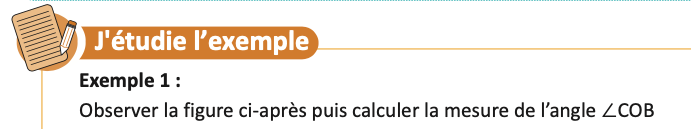 J'étudie l’exemple
Exemple 1 :
Observer la figure ci-après puis calculer la mesure de l’angle ∠COB